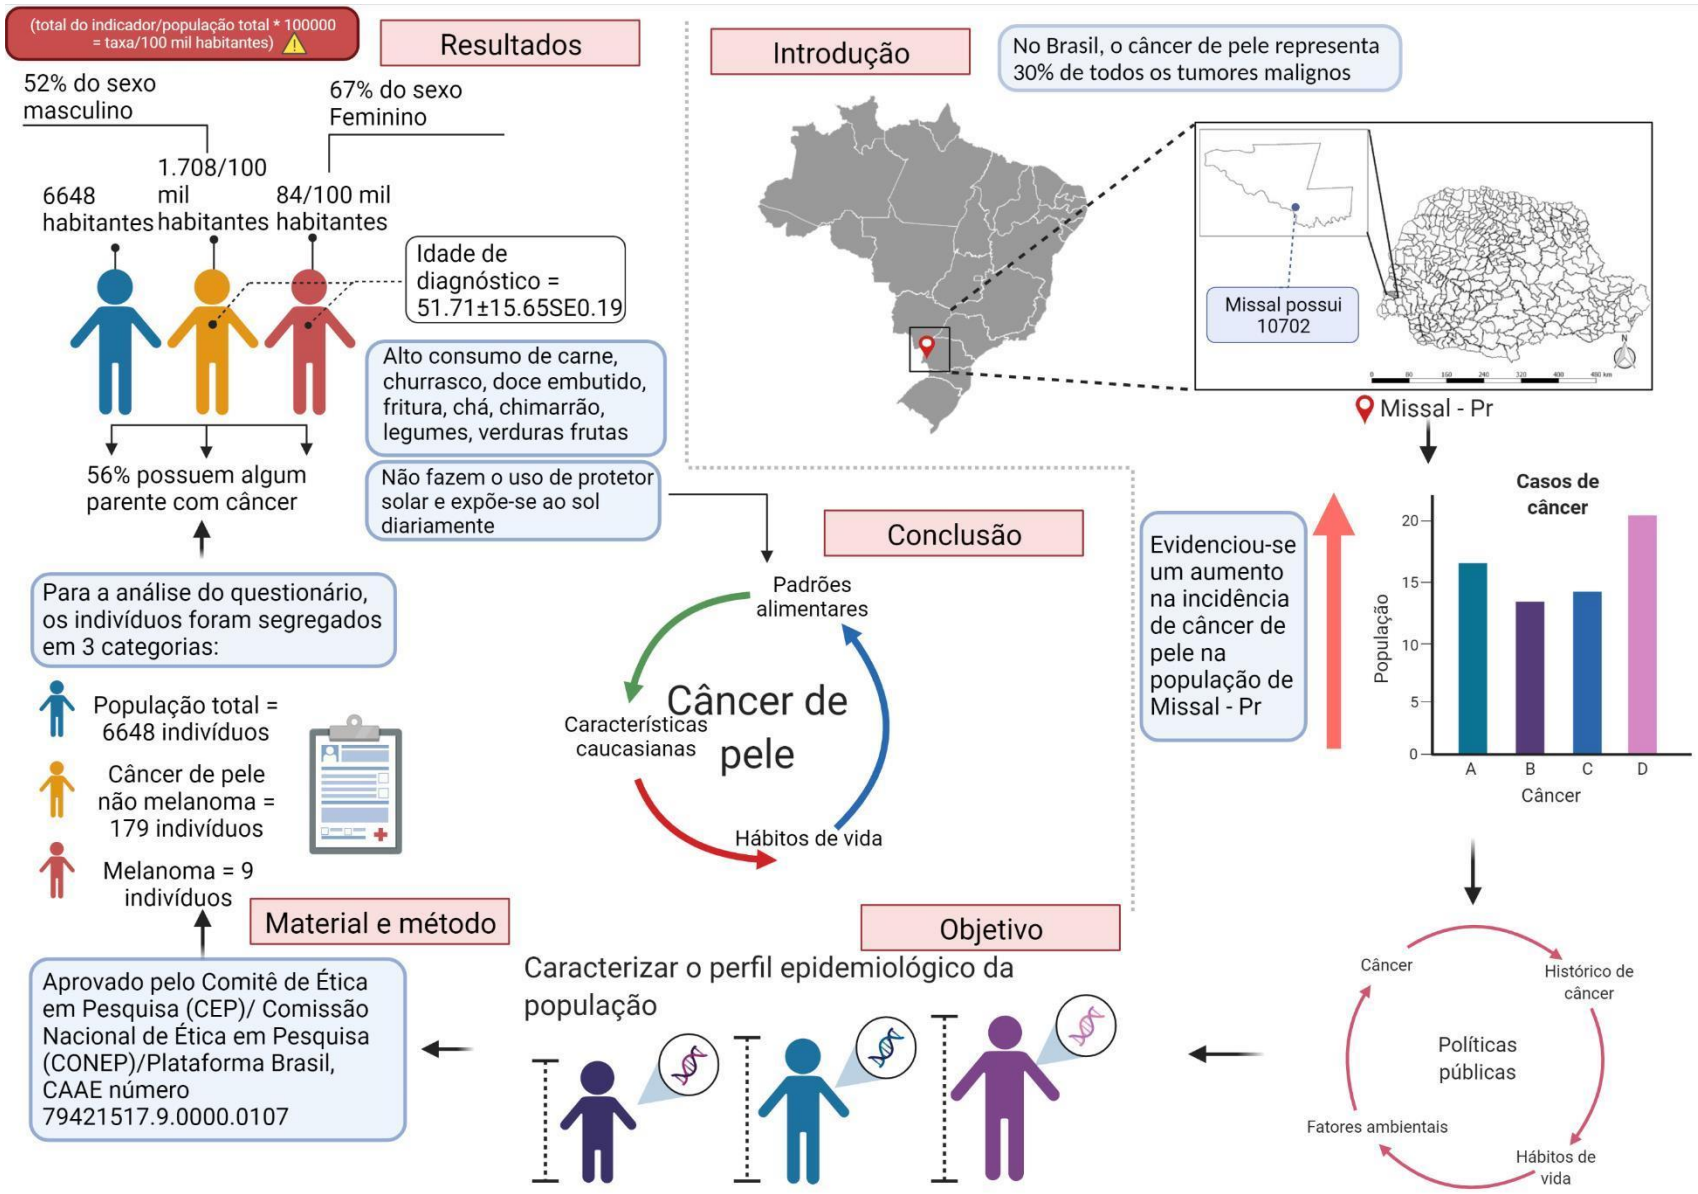 (total do indicador/população total * 100000
= taxa/100 mil habitantes)
Resultados
52% do sexo
masculino
67% do sexo
Feminino
6648
habitantes
1.708/100
mil
habitantes
84/100 mil
habitantes
Idade de
diagnóstico =
51.71±15.65SE0.19
Alto consumo de carne,
churrasco, doce embutido,
fritura, chá, chimarrão,
legumes, verduras frutas
56% possuem algum
parente com câncer
Não fazem o uso de protetor
solar e expõe-se ao sol
diariamente
Para a análise do questionário,
os indivíduos foram segregados
em 3 categorias:
População total =
6648 indivíduos
Câncer de pele
não melanoma =
179 indivíduos
Melanoma = 9
indivíduos
Material e método
Aprovado pelo Comitê de Ética
em Pesquisa (CEP)/ Comissão
Nacional de Ética em Pesquisa
(CONEP)/Plataforma Brasil,
CAAE número
79421517.9.0000.0107
Introdução
No Brasil, o câncer de pele representa
30% de todos os tumores malignos
Missal possui
10702
N
0 80 160 240 320 400 480 km
Missal - Pr
Conclusão
Padrões
alimentares
Câncer de
pele
Características
caucasianas
Hábitos de vida
Evidenciou-se
um aumento
na incidência
de câncer de
pele na
população de
Missal - Pr
Casos de
câncer
População
20
15
10
5
0
A B C D
Câncer
Objetivo
Caracterizar o perfil epidemiológico da
população
Câncer
Histórico de
câncer
Políticas
públicas
Fatores ambientais
Hábitos de
vida